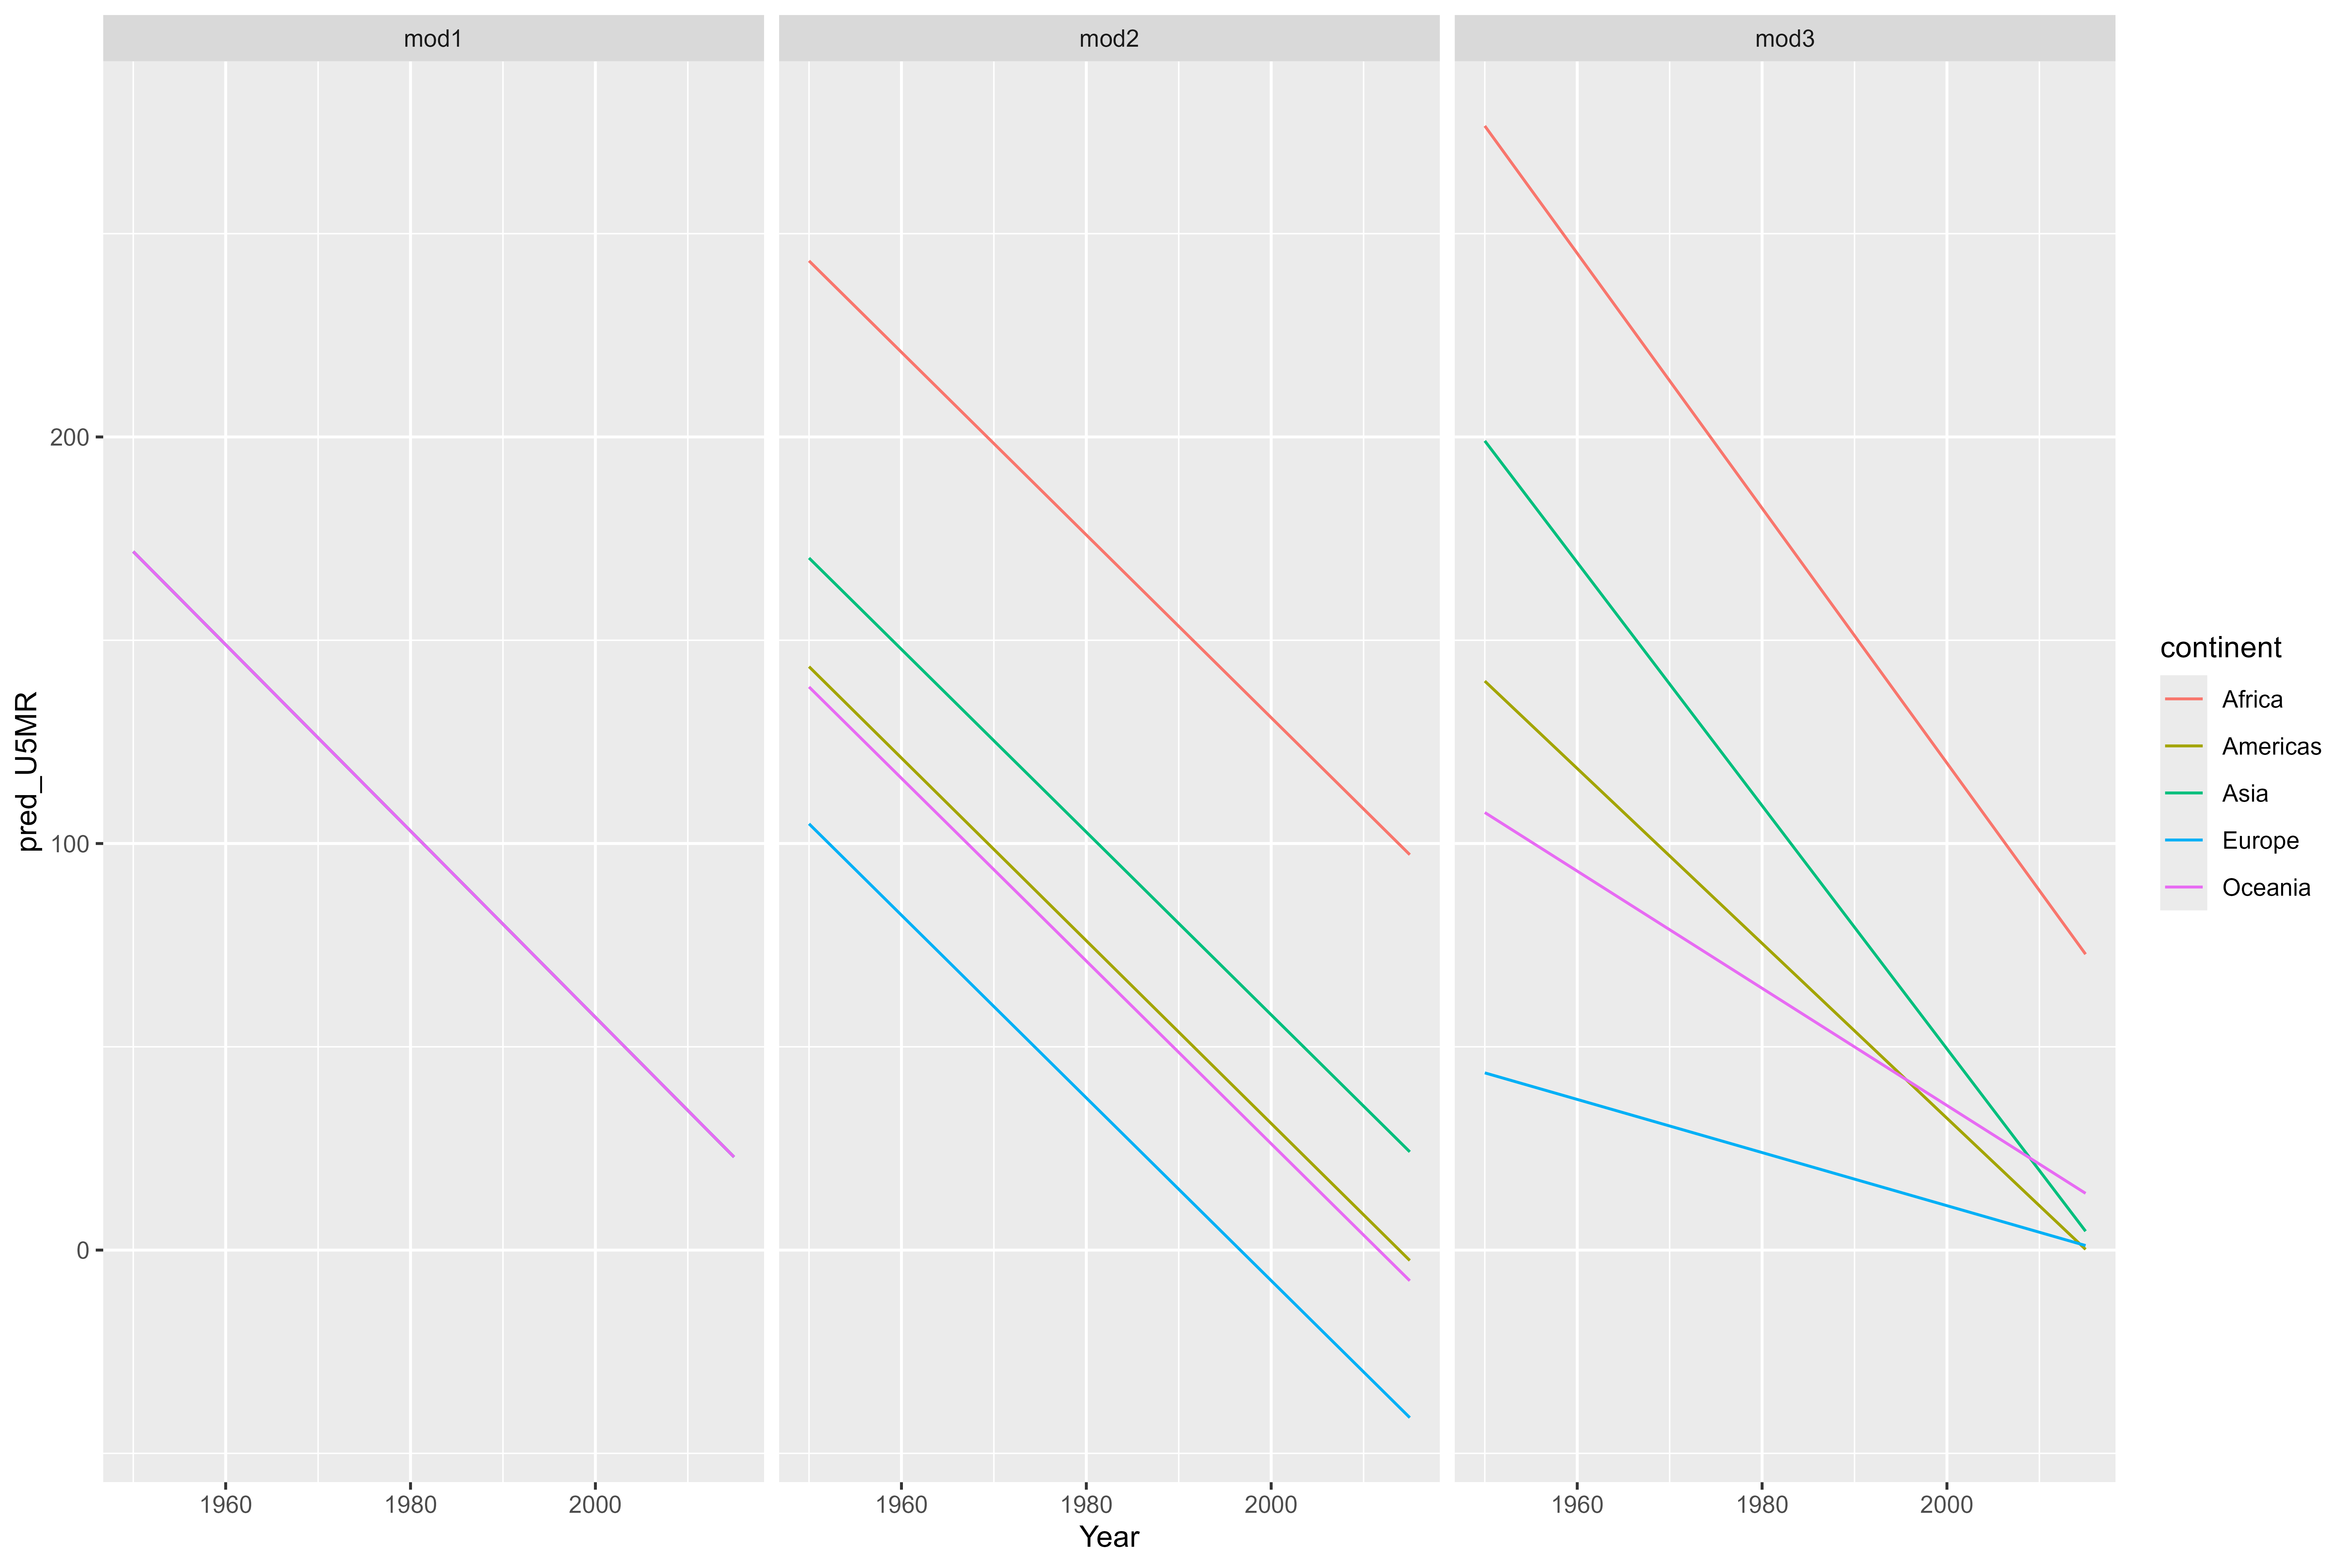 mod1
mod2
mod3
pred_U5MR
200
100
0
1960
1980
2000
1960
1980
2000
1960
1980
2000
Year
continent
Africa
Americas
Asia
Europe
Oceania